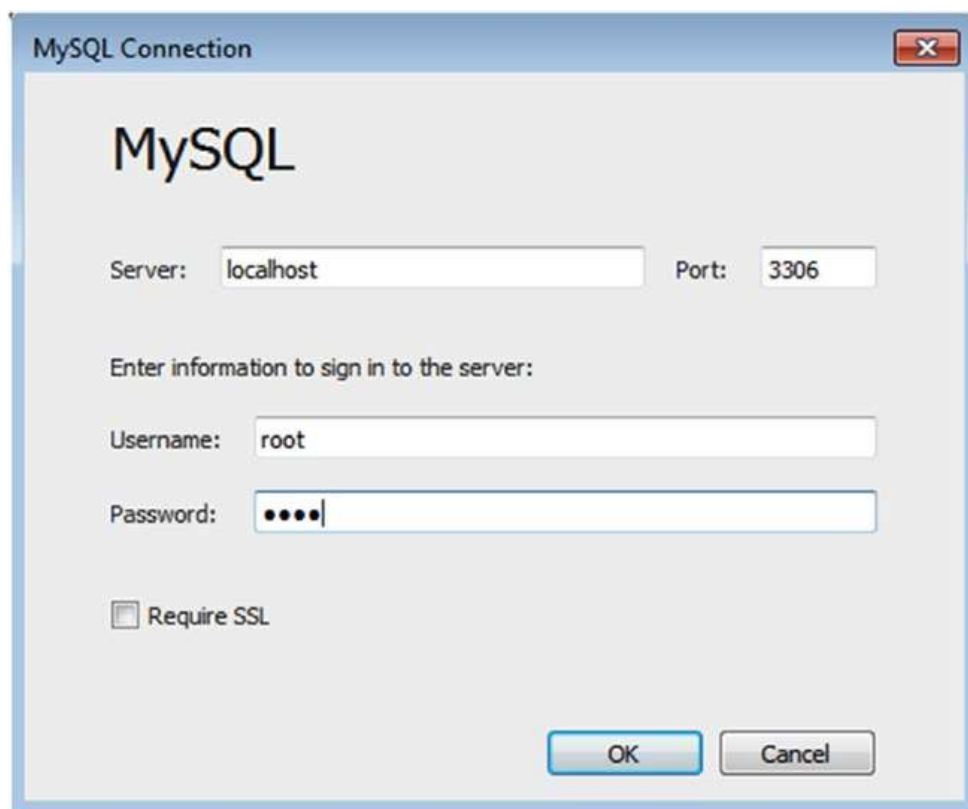 MySQL Connection
MySQL
Server: localhost Port: 3306
Enter information to sign in to the server:
Username: root
Password: ••••
Require SSL
OK Cancel